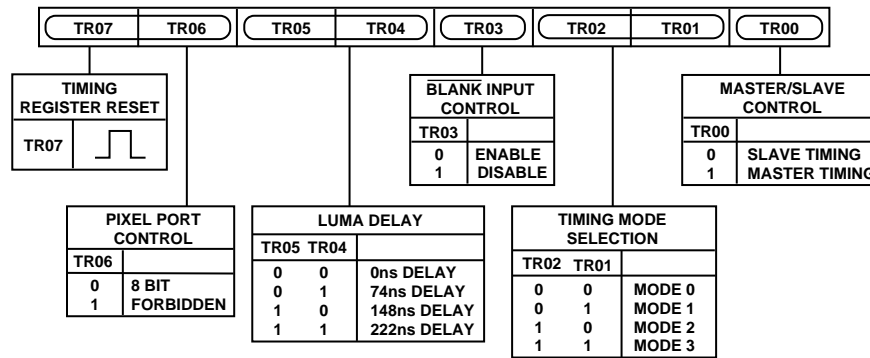 TR07 TR06 TR05 TR04 TR03 TR02 TR01 TR00
TIMING
REGISTER RESET
TR07
BLANK INPUT
CONTROL
TR03
0 ENABLE
1 DISABLE
MASTER/SLAVE
CONTROL
TR00
0 SLAVE TIMING
1 MASTER TIMING
PIXEL PORT
CONTROL
TR06
0 8 BIT
1 FORBIDDEN
LUMA DELAY
TR05 TR04
0 0 0ns DELAY
0 1 74ns DELAY
1 0 148ns DELAY
1 1 222ns DELAY
TIMING MODE
SELECTION
TR02 TR01
0 0 MODE 0
0 1 MODE 1
1 0 MODE 2
1 1 MODE 3